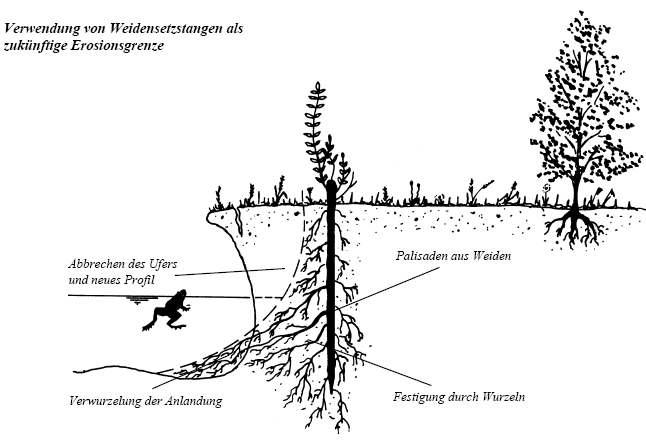 Verwendung von Weidensetzstangen als
zukünftige Erosionsgrenze
Abbrechen des Ufers
und neues Profil
Palisaden aus Weiden
Verwurzelung der Anlandung
Festigung durch Wurzeln